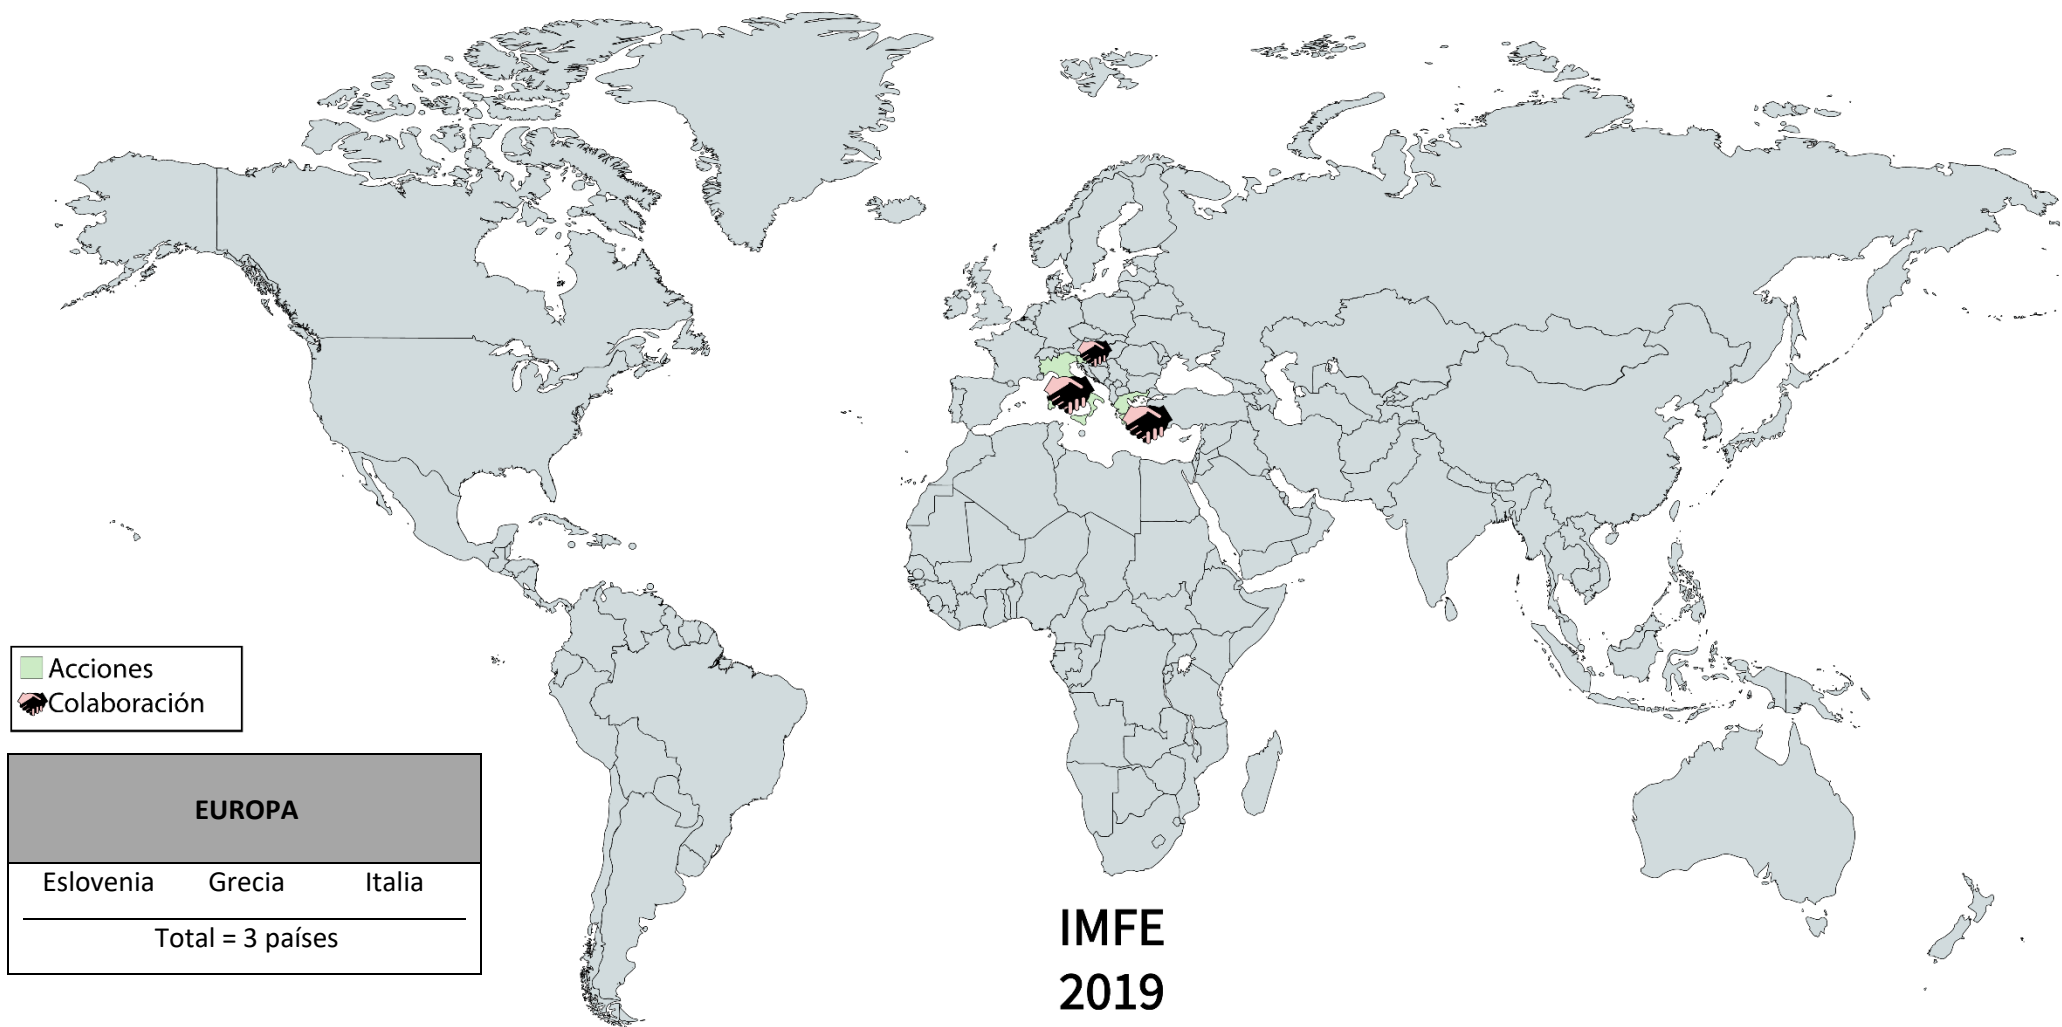 Acciones
Colaboración
EUROPA
Eslovenia Grecia Italia
Total = 3 países
IMFE
2019